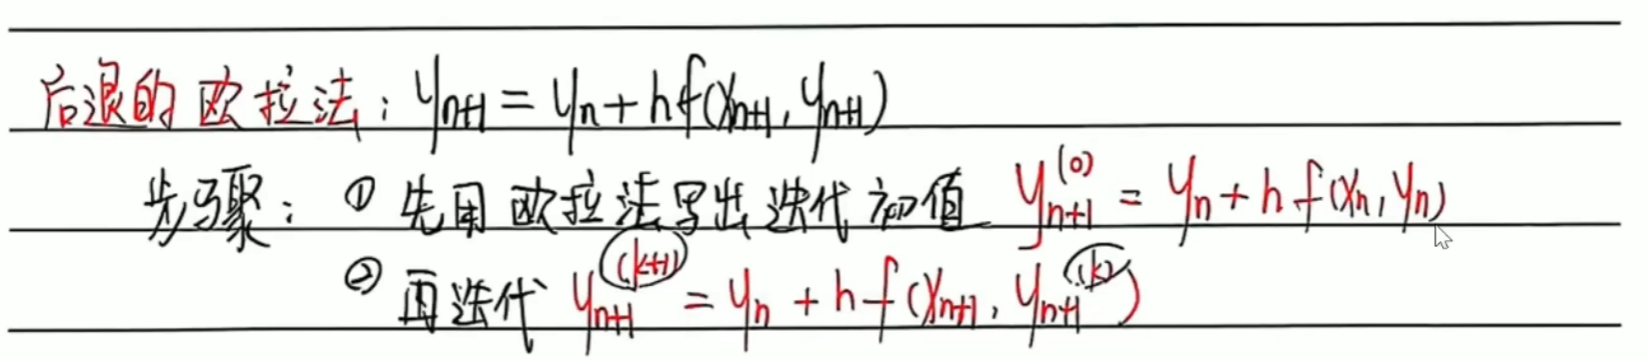 后退的欧拉法：y_{n+1} = y_n + hf(x_{n+1}, y_{n+1})
步骤：① 先用欧拉法写出迭代初值 y_{n+1}^{(0)} = y_n + hf(x_n, y_n)
② 再迭代 y_{n+1}^{(k+1)} = y_n + hf(x_{n+1}, y_{n+1}^{(k)})